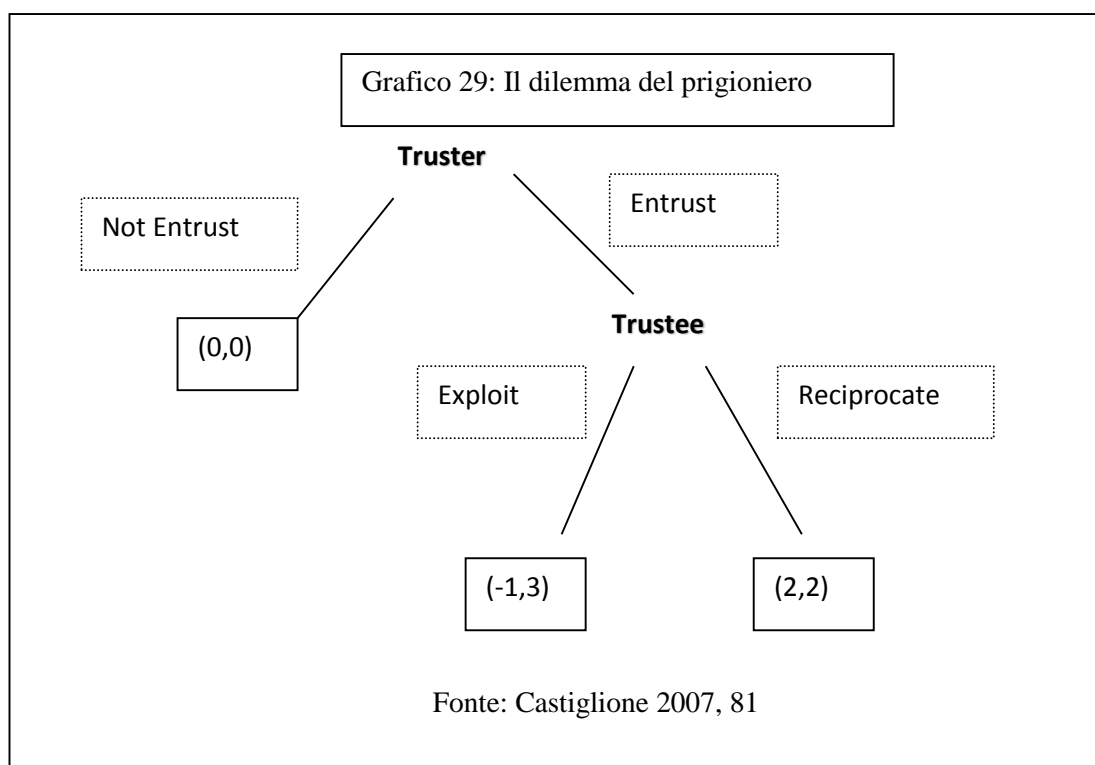 Grafico 29: Il dilemma del prigioniero
Truster
Not Entrust
Entrust
(0,0)
Trustee
Exploit
Reciprocate
(-1,3)
(2,2)
Fonte: Castiglione 2007, 81